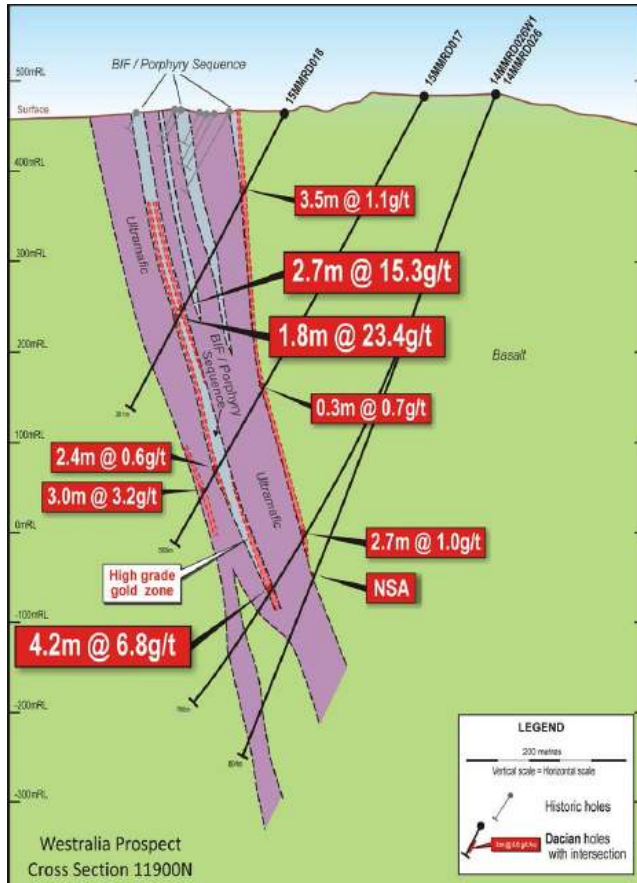 15MMRD018
15MMRD017
14MMRD026W1
14MMRD026
500mRL
BIF / Porphyry Sequence
Surface
400mRL
3.5m @ 1.1g/t
Ultramafic
300mRL
2.7m @ 15.3g/t
1.8m @ 23.4g/t
200mRL
BIF / Porphyry
Sequence
Basalt
0.3m @ 0.7g/t
100mRL
2.4m @ 0.6g/t
3.0m @ 3.2g/t
Ultramafic
0mRL
2.7m @ 1.0g/t
High grade
gold zone
NSA
-100mRL
4.2m @ 6.8g/t
-200mRL
-300mRL
LEGEND
200 metres
Vertical scale = Horizontal scale
Historic holes
Dacian holes
with intersection
Westralia Prospect
Cross Section 11900N